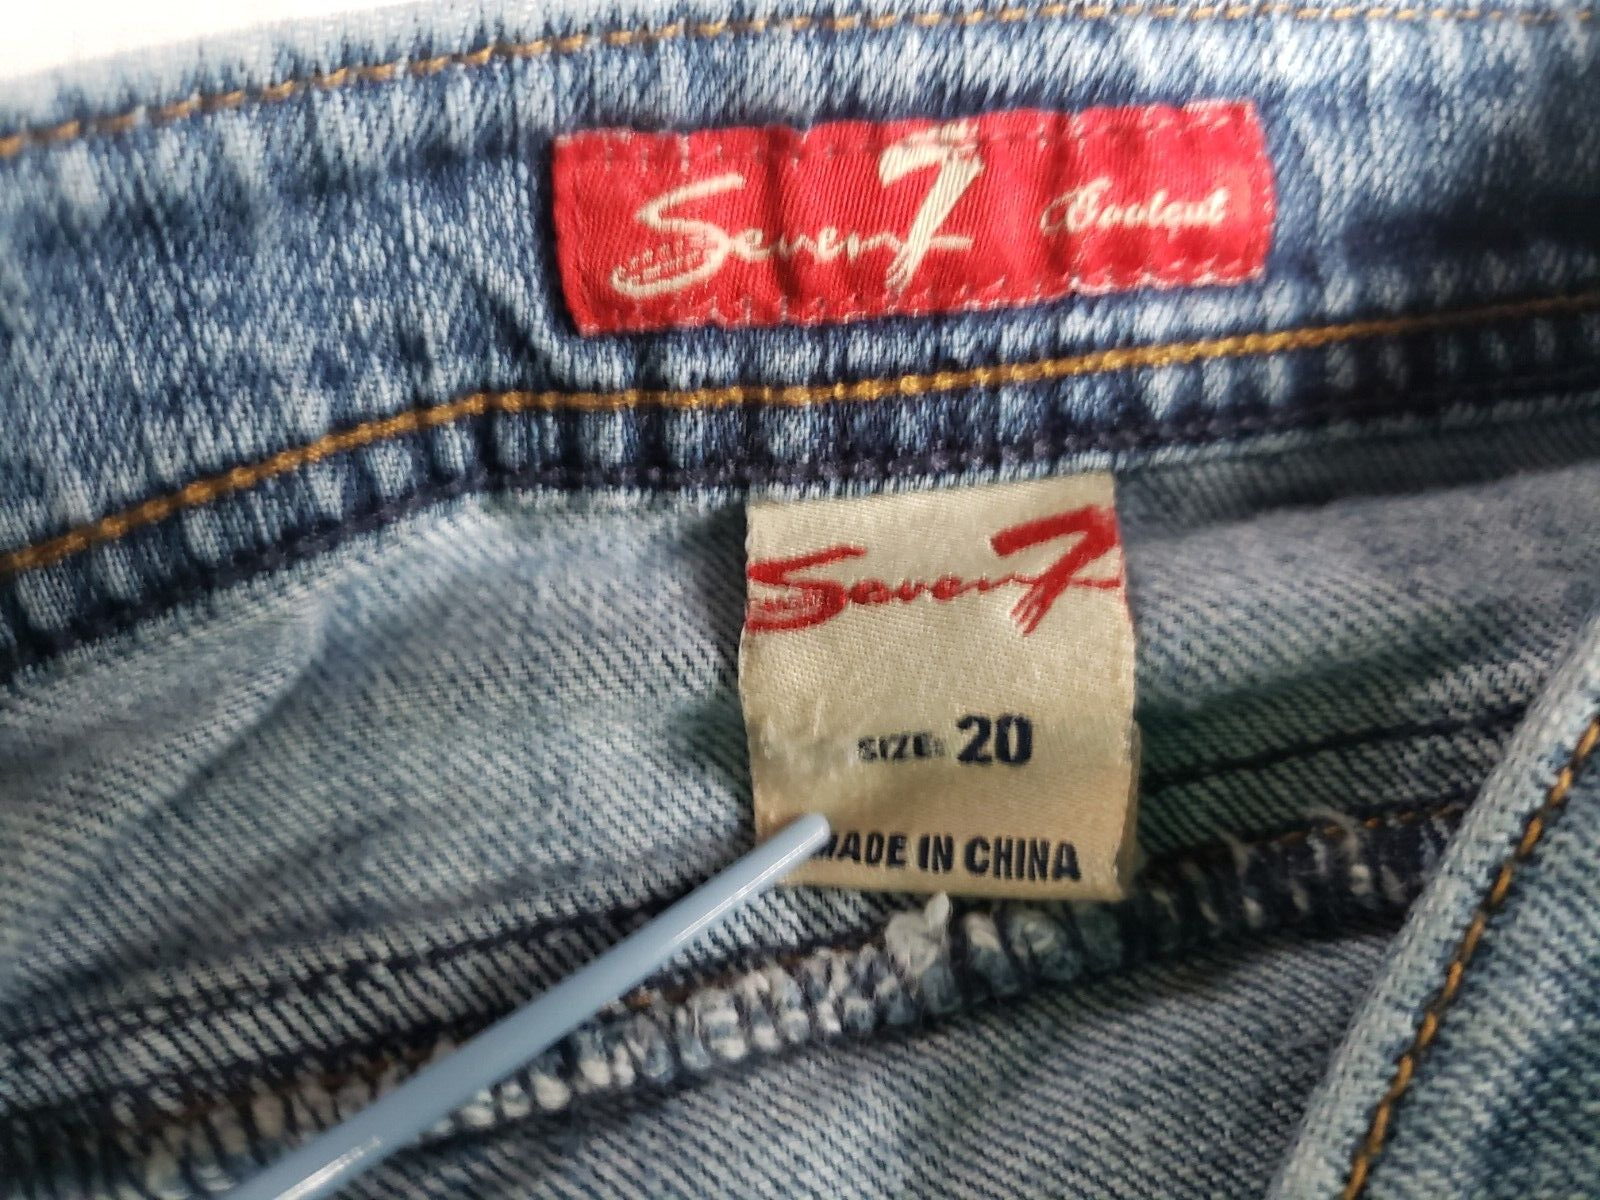 Seven7 Bootcut
Seven7
SIZE: 20
MADE IN CHINA